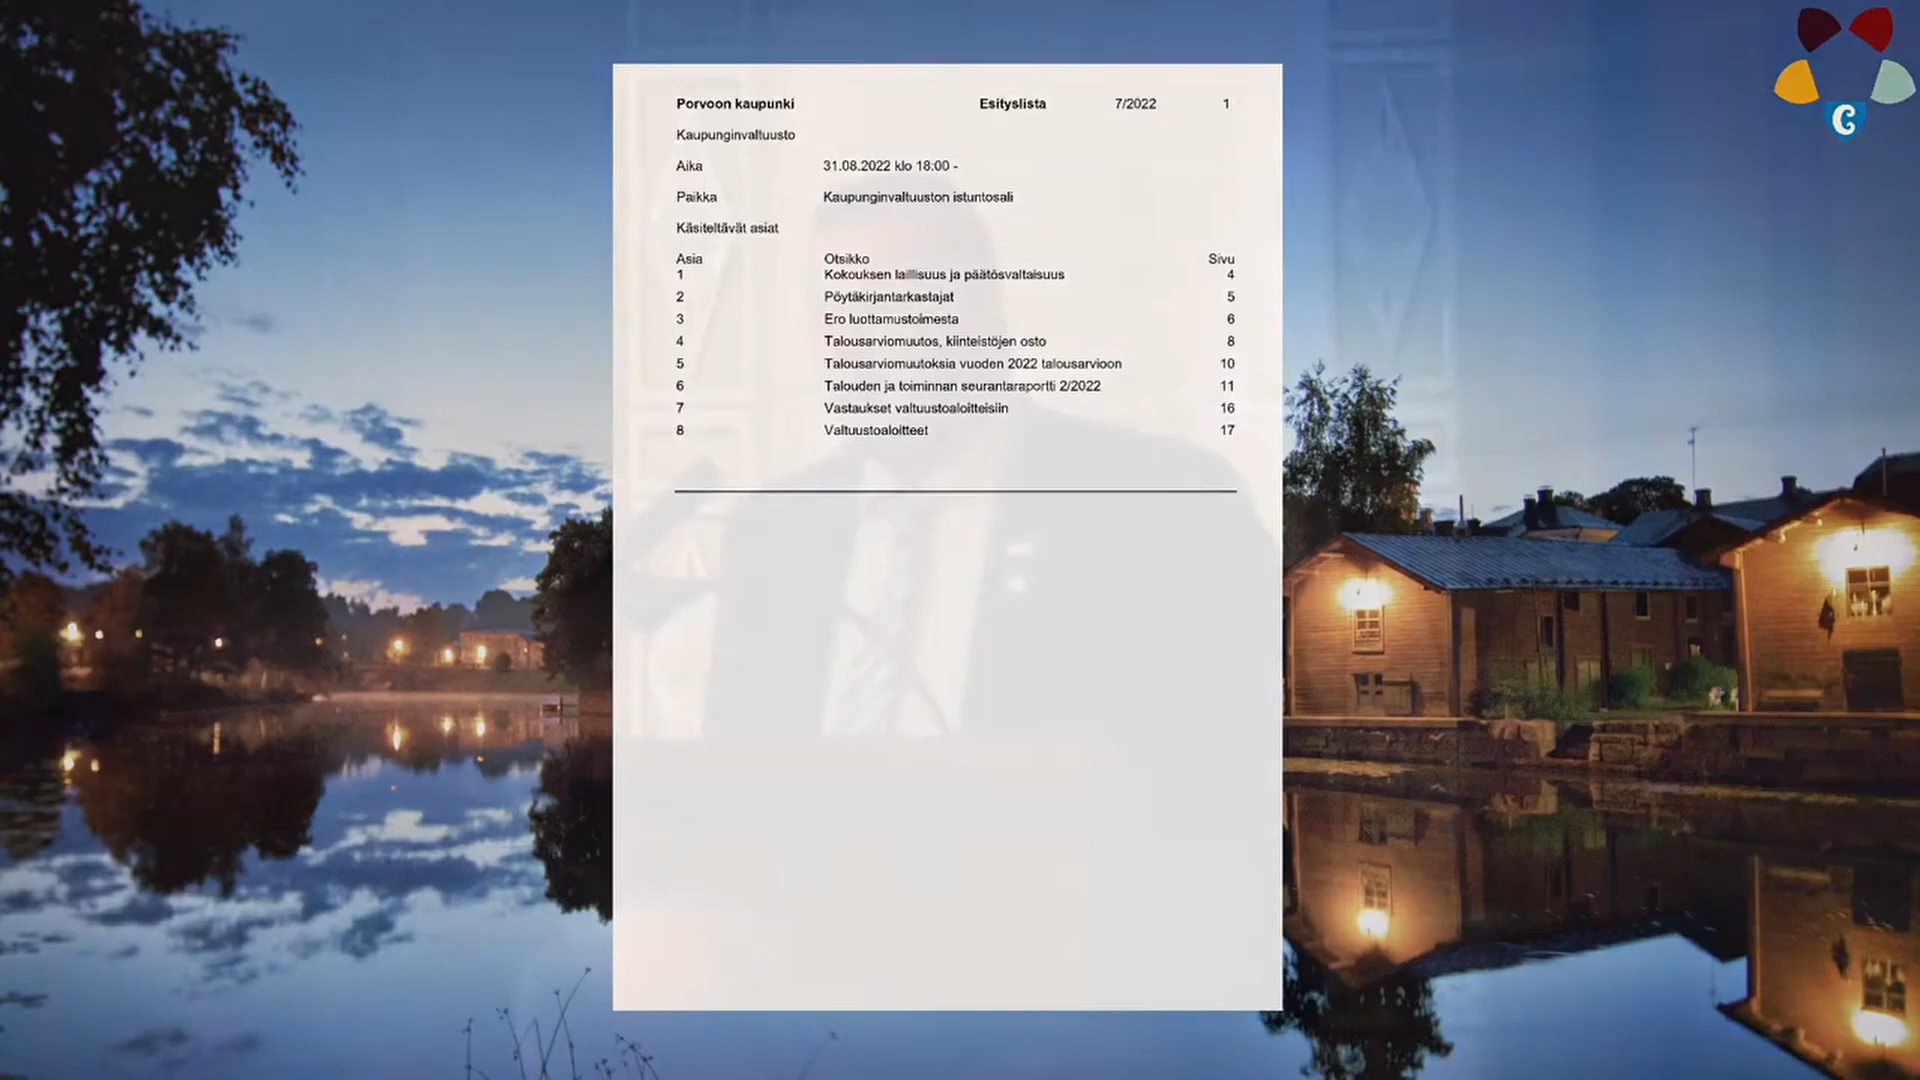 Porvoon kaupunki Esityslista 7/2022 1
Kaupunginvaltuusto
Aika 31.08.2022 klo 18:00 -
Paikka Kaupunginvaltuuston istuntosali
Käsiteltävät asiat
Asia Otsikko Sivu
1 Kokouksen laillisuus ja päätösvaltaisuus 4
2 Pöytäkirjantarkastajat 5
3 Ero luottamustoimesta 6
4 Talousarviomuutos, kiinteistöjen osto 8
5 Talousarviomuutoksia vuoden 2022 talousarvioon 10
6 Talouden ja toiminnan seurantaraportti 2/2022 11
7 Vastaukset valtuustoaloitteisiin 16
8 Valtuustoaloitteet 17